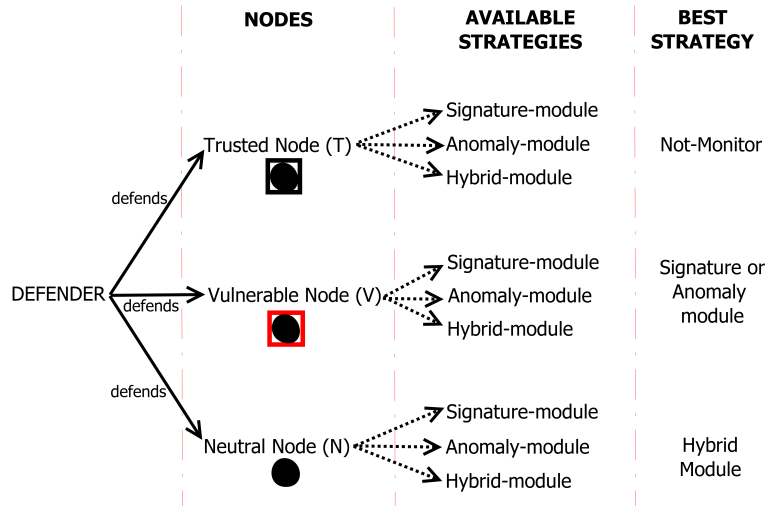 NODES
AVAILABLE
STRATEGIES
BEST
STRATEGY
DEFENDER
defends
defends
defends
Trusted Node (T)
Signature-module
Anomaly-module
Hybrid-module
Not-Monitor
Vulnerable Node (V)
Signature-module
Anomaly-module
Hybrid-module
Signature or
Anomaly
module
Neutral Node (N)
Signature-module
Anomaly-module
Hybrid-module
Hybrid
Module